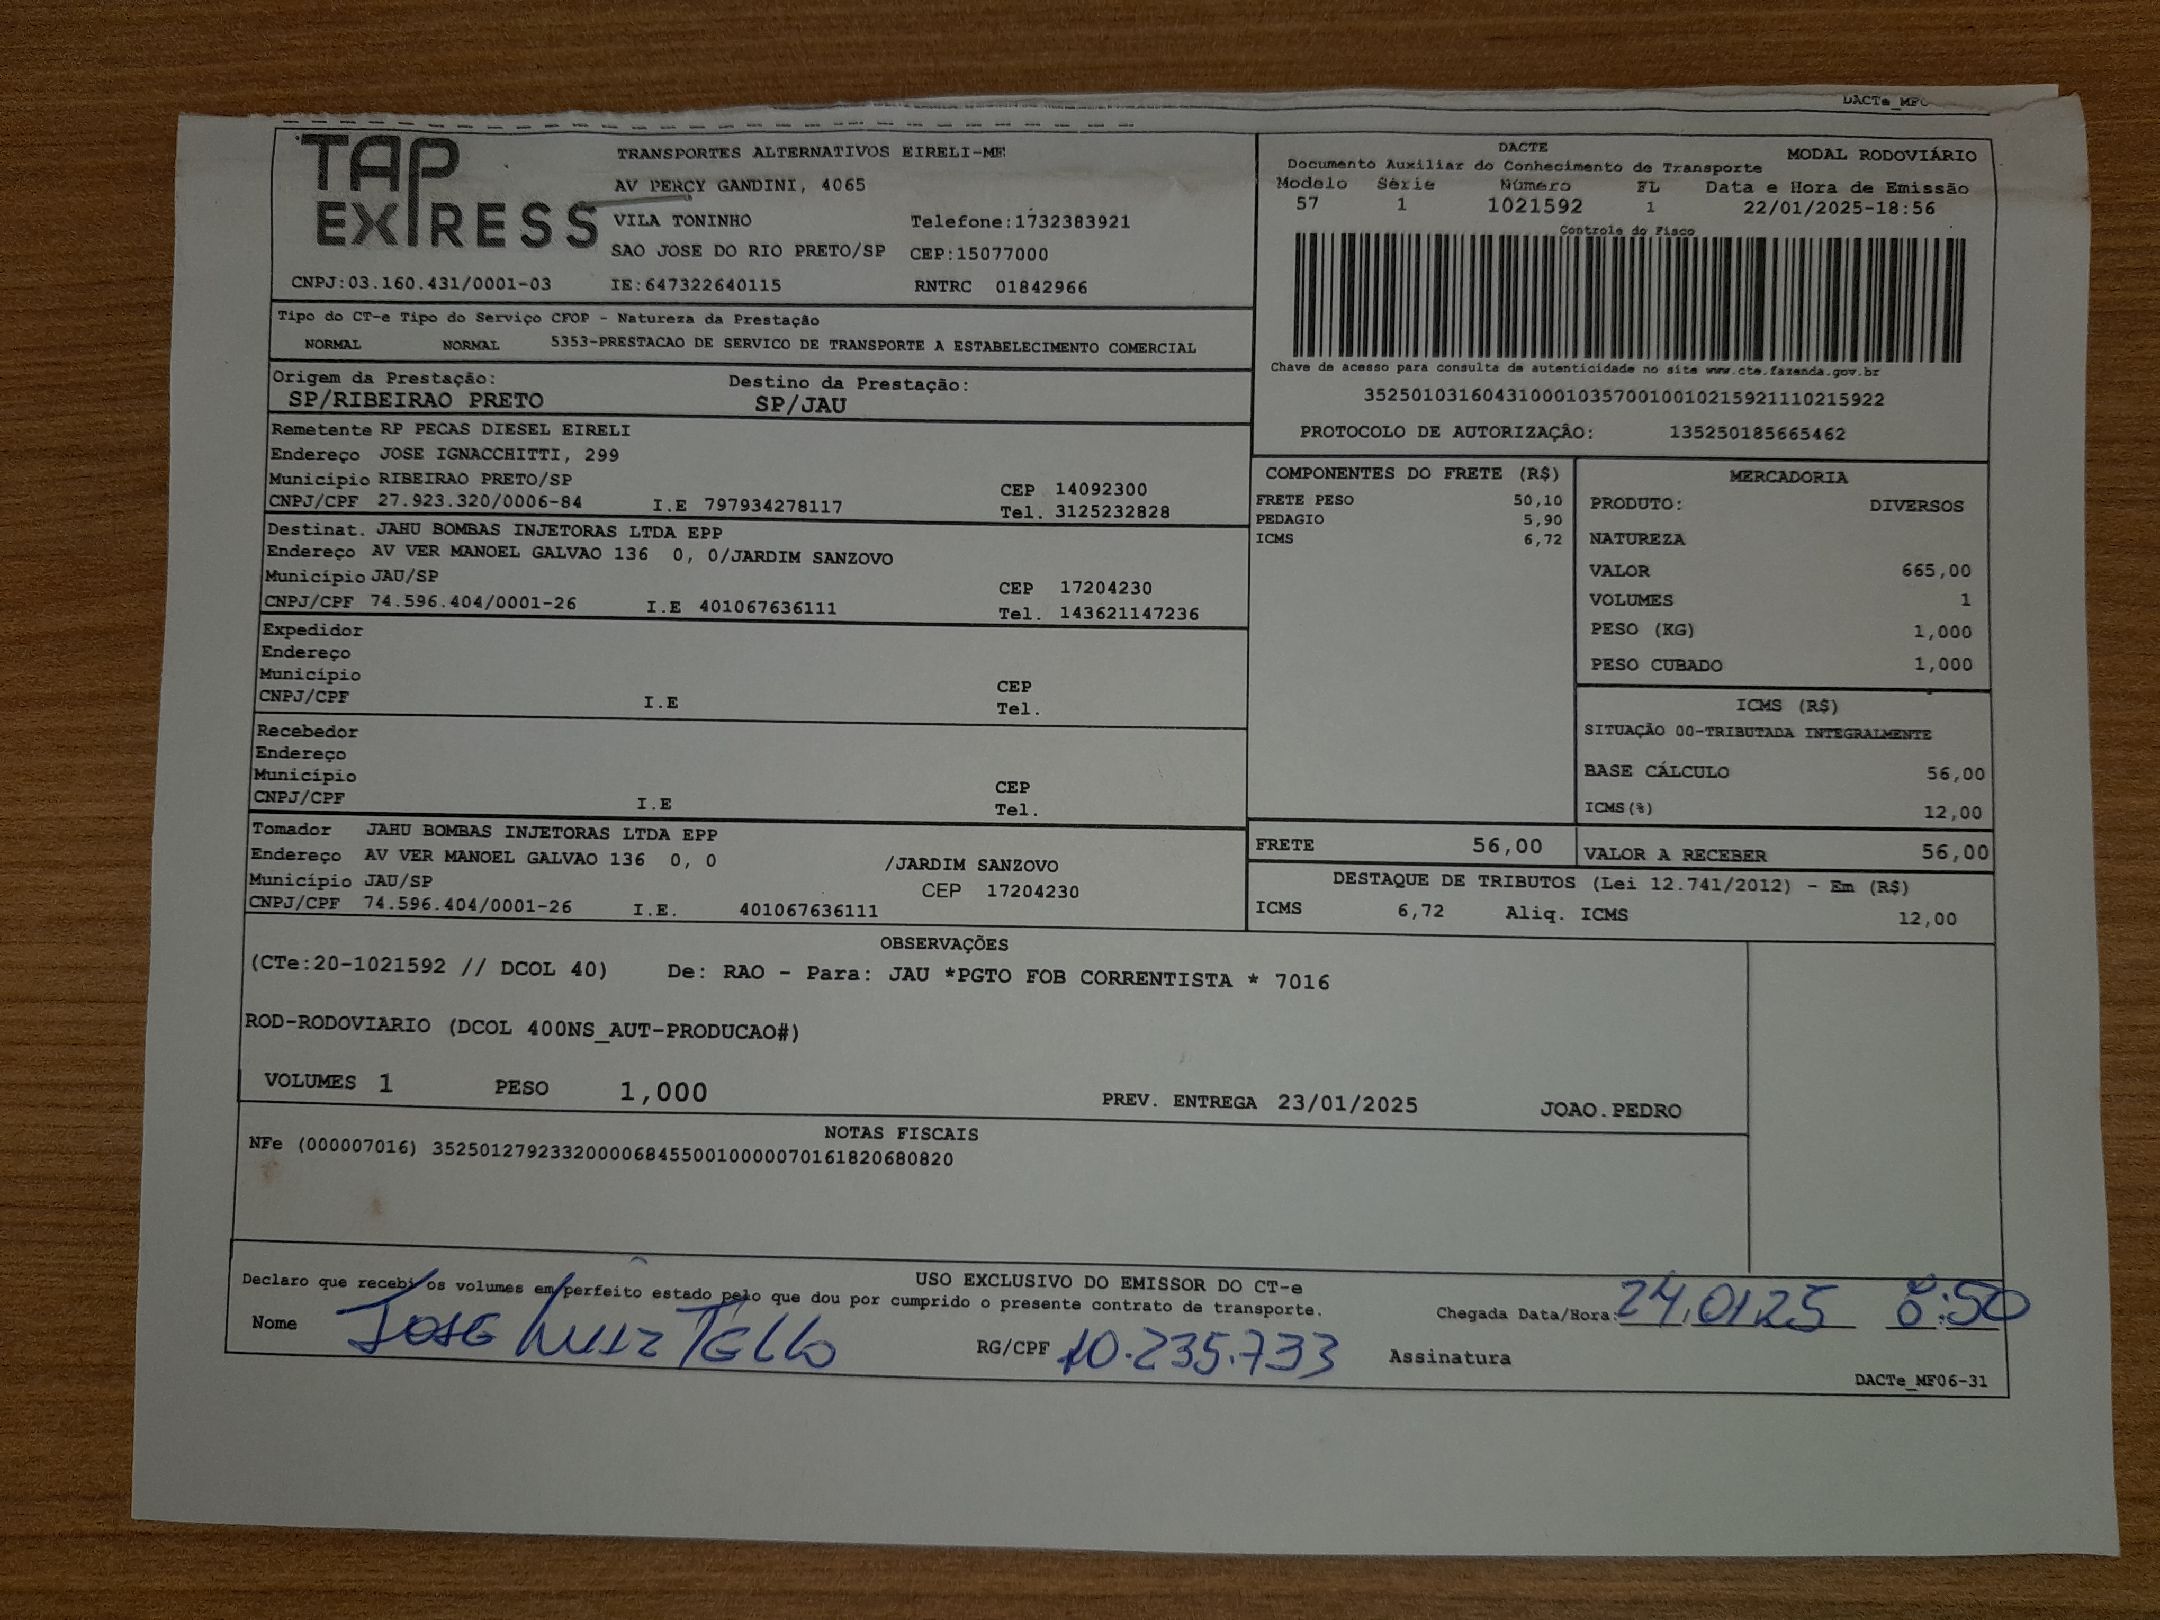 DACTe_MF
TAP
EXPRESS
TRANSPORTES ALTERNATIVOS EIRELI-ME
AV PERCY GANDINI, 4065
VILA TONINHO Telefone:1732383921
SAO JOSE DO RIO PRETO/SP CEP:15077000
CNPJ:03.160.431/0001-03 IE:647322640115 RNTRC 01842966
DACTE MODAL RODOVIÁRIO
Documento Auxiliar do Conhecimento de Transporte
Modelo Série Número FL Data e Hora de Emissão
57 1 1021592 1 22/01/2025-18:56
Controle do Fisco
Chave de acesso para consulta de autenticidade no site www.cte.fazenda.gov.br
35250103160431000103570010010215921110215922
PROTOCOLO DE AUTORIZAÇÃO: 135250185665462
Tipo do CT-e Tipo do Serviço CFOP - Natureza da Prestação
NORMAL NORMAL 5353-PRESTACAO DE SERVICO DE TRANSPORTE A ESTABELECIMENTO COMERCIAL
Origem da Prestação: Destino da Prestação:
SP/RIBEIRAO PRETO SP/JAU
Remetente RP PECAS DIESEL EIRELI
Endereço JOSE IGNACCHITTI, 299
Município RIBEIRAO PRETO/SP CEP 14092300
CNPJ/CPF 27.923.320/0006-84 I.E 797934278117 Tel. 3125232828
Destinat. JAHU BOMBAS INJETORAS LTDA EPP
Endereço AV VER MANOEL GALVAO 136 0, 0/JARDIM SANZOVO
Município JAU/SP CEP 17204230
CNPJ/CPF 74.596.404/0001-26 I.E 401067636111 Tel. 143621147236
Expedidor
Endereço
Município CEP
CNPJ/CPF I.E Tel.
Recebedor
Endereço
Município CEP
CNPJ/CPF I.E Tel.
Tomador JAHU BOMBAS INJETORAS LTDA EPP
Endereço AV VER MANOEL GALVAO 136 0, 0 /JARDIM SANZOVO
Município JAU/SP CEP 17204230
CNPJ/CPF 74.596.404/0001-26 I.E. 401067636111
COMPONENTES DO FRETE (R$)
FRETE PESO 50,10
PEDAGIO 5,90
ICMS 6,72
MERCADORIA
PRODUTO: DIVERSOS
NATUREZA
VALOR 665,00
VOLUMES 1
PESO (KG) 1,000
PESO CUBADO 1,000
ICMS (R$)
SITUAÇÃO 00-TRIBUTADA INTEGRALMENTE
BASE CÁLCULO 56,00
ICMS(%) 12,00
FRETE 56,00 VALOR A RECEBER 56,00
DESTAQUE DE TRIBUTOS (Lei 12.741/2012) - Em (R$)
ICMS 6,72 Aliq. ICMS 12,00
OBSERVAÇÕES
(CTe:20-1021592 // DCOL 40) De: RAO - Para: JAU *PGTO FOB CORRENTISTA * 7016
ROD-RODOVIARIO (DCOL 400NS_AUT-PRODUCAO#)
VOLUMES 1 PESO 1,000 PREV. ENTREGA 23/01/2025 JOAO.PEDRO
NOTAS FISCAIS
NFe (000007016) 35250127923320000684550010000070161820680820
USO EXCLUSIVO DO EMISSOR DO CT-e
Declaro que recebi os volumes em perfeito estado pelo que dou por cumprido o presente contrato de transporte.
Chegada Data/Hora: 24.01.25 8:50
Nome JOSE LUIZ TELLO RG/CPF 10.235.733 Assinatura
DACTe_MF06-31